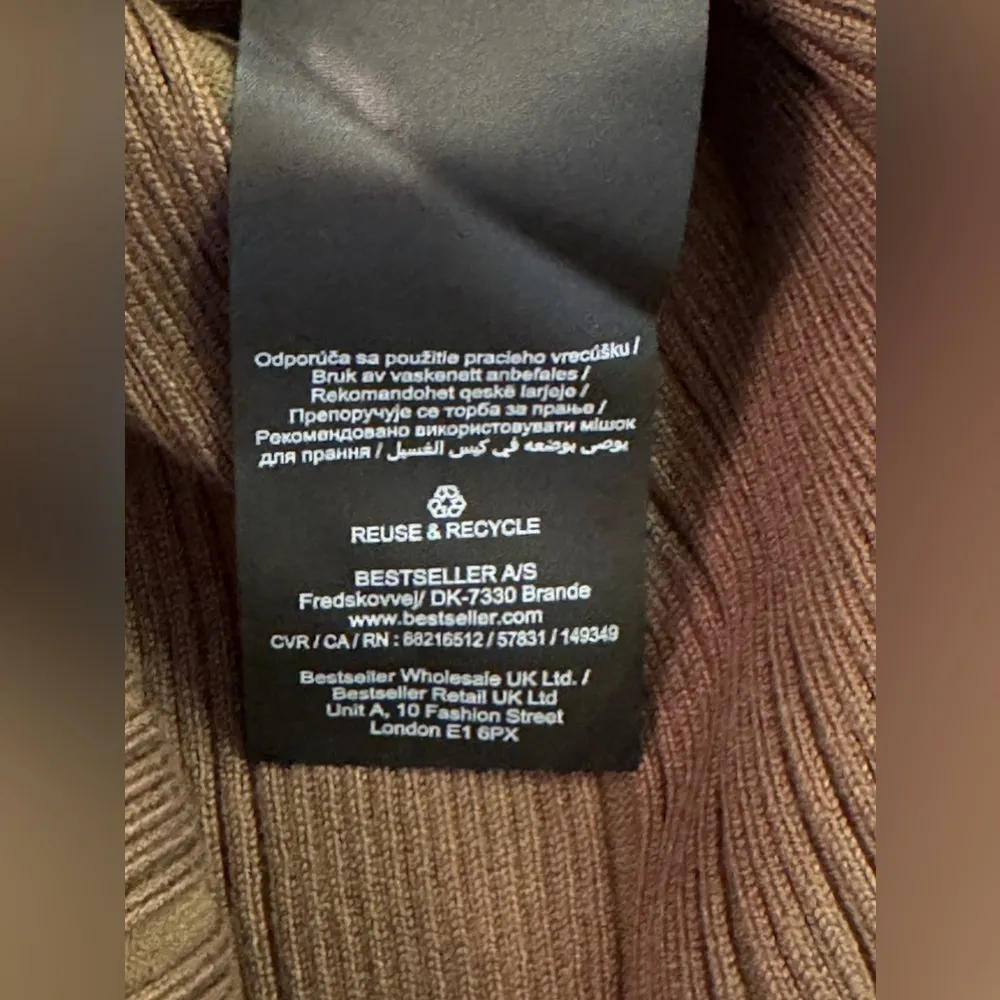 Odporúča sa použitie pracieho vrecúšku /
Bruk av vaskenett anbefales /
Rekomandohet qeskë larjeje /
Препоручује се торба за прање /
Рекомендовано використовувати мішок
для прання / يوصى بوضعه في كيس الغسيل
REUSE & RECYCLE
BESTSELLER A/S
Fredskovvej/ DK-7330 Brande
www.bestseller.com
CVR / CA / RN : 68216512 / 57831 / 149349
Bestseller Wholesale UK Ltd. /
Bestseller Retail UK Ltd
Unit A, 10 Fashion Street
London E1 6PX